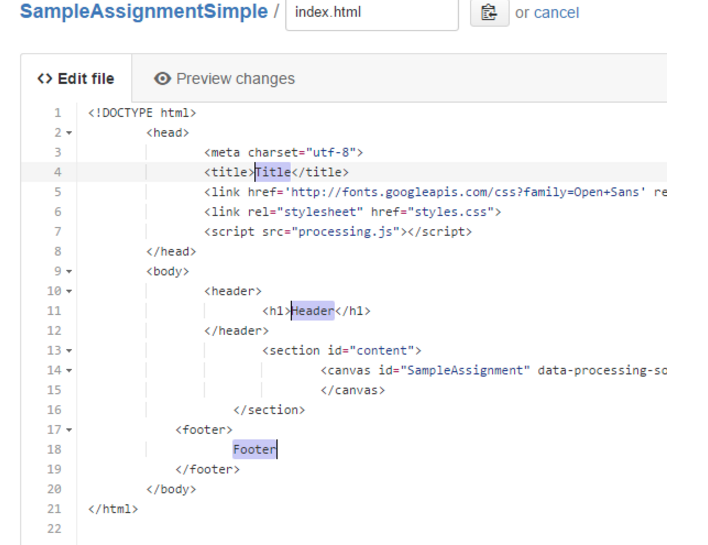 SampleAssignmentSimple / index.html or cancel
<> Edit file Preview changes
1 <!DOCTYPE html>
2 <head>
3 <meta charset="utf-8">
4 <title>Title</title>
5 <link href='http://fonts.googleapis.com/css?family=Open+Sans' re
6 <link rel="stylesheet" href="styles.css">
7 <script src="processing.js"></script>
8 </head>
9 <body>
10 <header>
11 <h1>Header</h1>
12 </header>
13 <section id="content">
14 <canvas id="SampleAssignment" data-processing-so
15 </canvas>
16 </section>
17 <footer>
18 Footer
19 </footer>
20 </body>
21 </html>
22